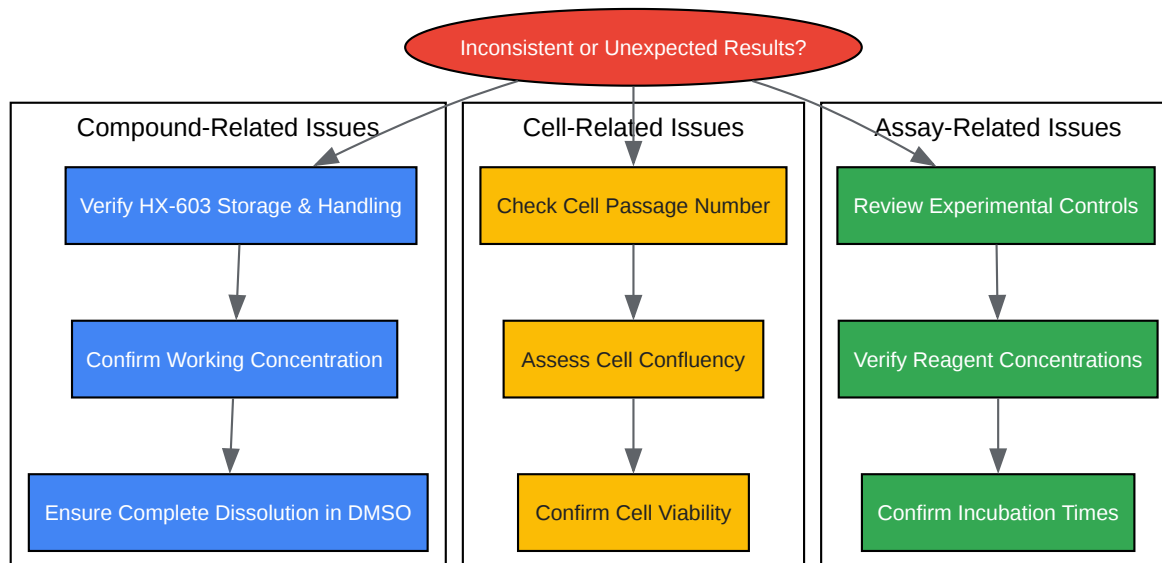 Inconsistent or Unexpected Results?
Compound-Related Issues
Verify HX-603 Storage & Handling
Confirm Working Concentration
Ensure Complete Dissolution in DMSO
Cell-Related Issues
Check Cell Passage Number
Assess Cell Confluency
Confirm Cell Viability
Assay-Related Issues
Review Experimental Controls
Verify Reagent Concentrations
Confirm Incubation Times